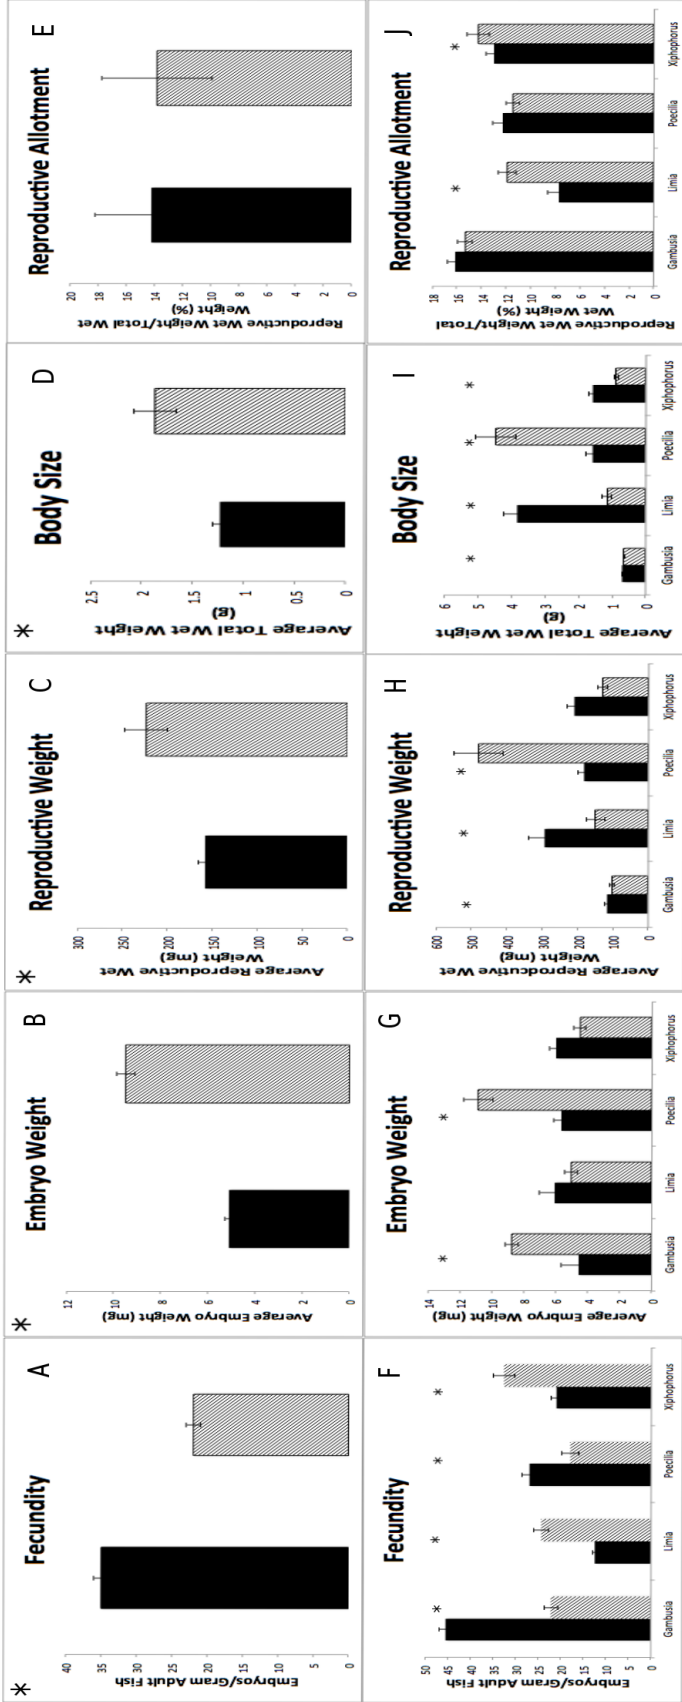 *
A
Fecundity
Embryos/Gram Adult Fish
40
35
30
25
20
15
10
5
0
*
B
Embryo Weight
Average Embryo Weight (mg)
12
10
8
6
4
2
0
*
C
Reproductive Weight
Average Reproductive Wet
Weight (mg)
300
250
200
150
100
50
0
*
D
Body Size
Average Total Wet Weight
(g)
2.5
2
1.5
1
0.5
0
E
Reproductive Allotment
Reproductive Wet Weight/Total Wet
Weight (%)
20
18
16
14
12
10
8
6
4
2
0
F
Fecundity
Embryos/Gram Adult Fish
50
45
40
35
30
25
20
15
10
5
0
* * * *
Gambusia Limia Poecilia Xiphophorus
G
Embryo Weight
Average Embryo Weight (mg)
14
12
10
8
6
4
2
0
* *
Gambusia Limia Poecilia Xiphophorus
H
Reproductive Weight
Average Reprodcutive Wet
Weight (mg)
600
500
400
300
200
100
0
* * *
Gambusia Limia Poecilia Xiphophorus
I
Body Size
Average Total Wet Weight
(g)
6
5
4
3
2
1
0
* * * *
Gambusia Limia Poecilia Xiphophorus
J
Reproductive Allotment
Reproductive Wet Weight/Total
Wet Weight (%)
18
16
14
12
10
8
6
4
2
0
* *
Gambusia Limia Poecilia Xiphophorus